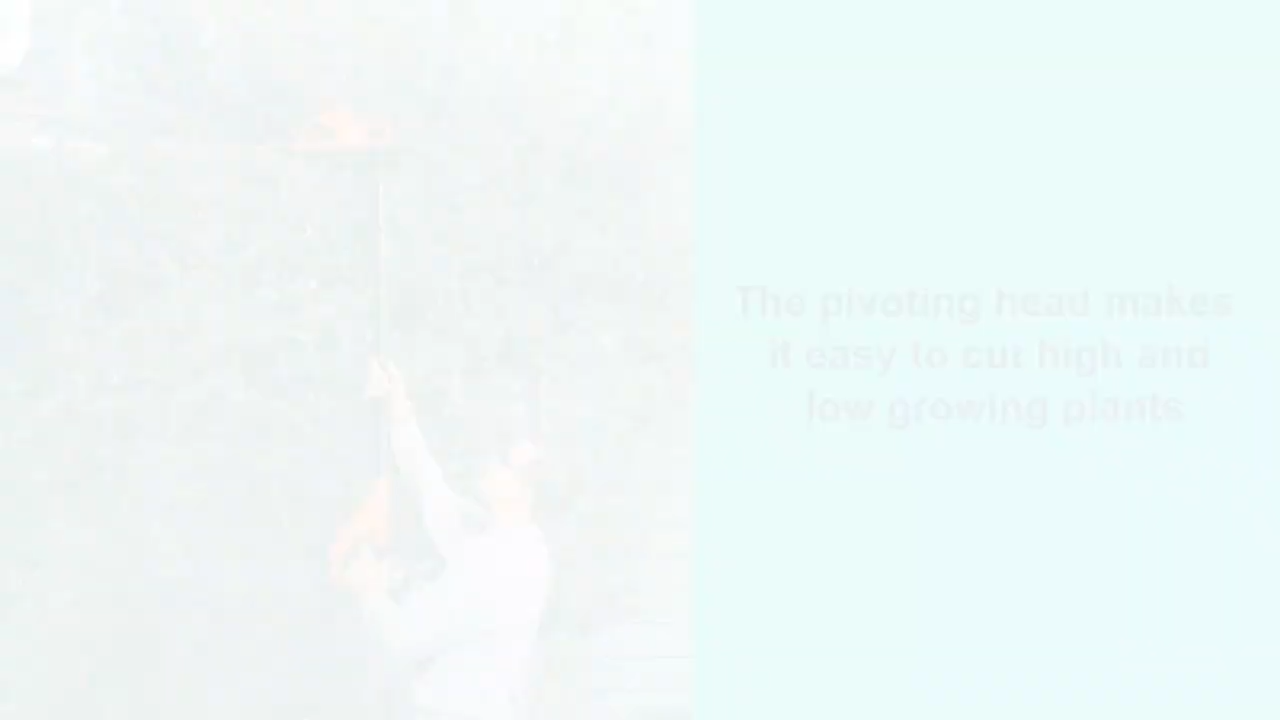 The pivoting head makes
it easy to cut high and
low growing plants